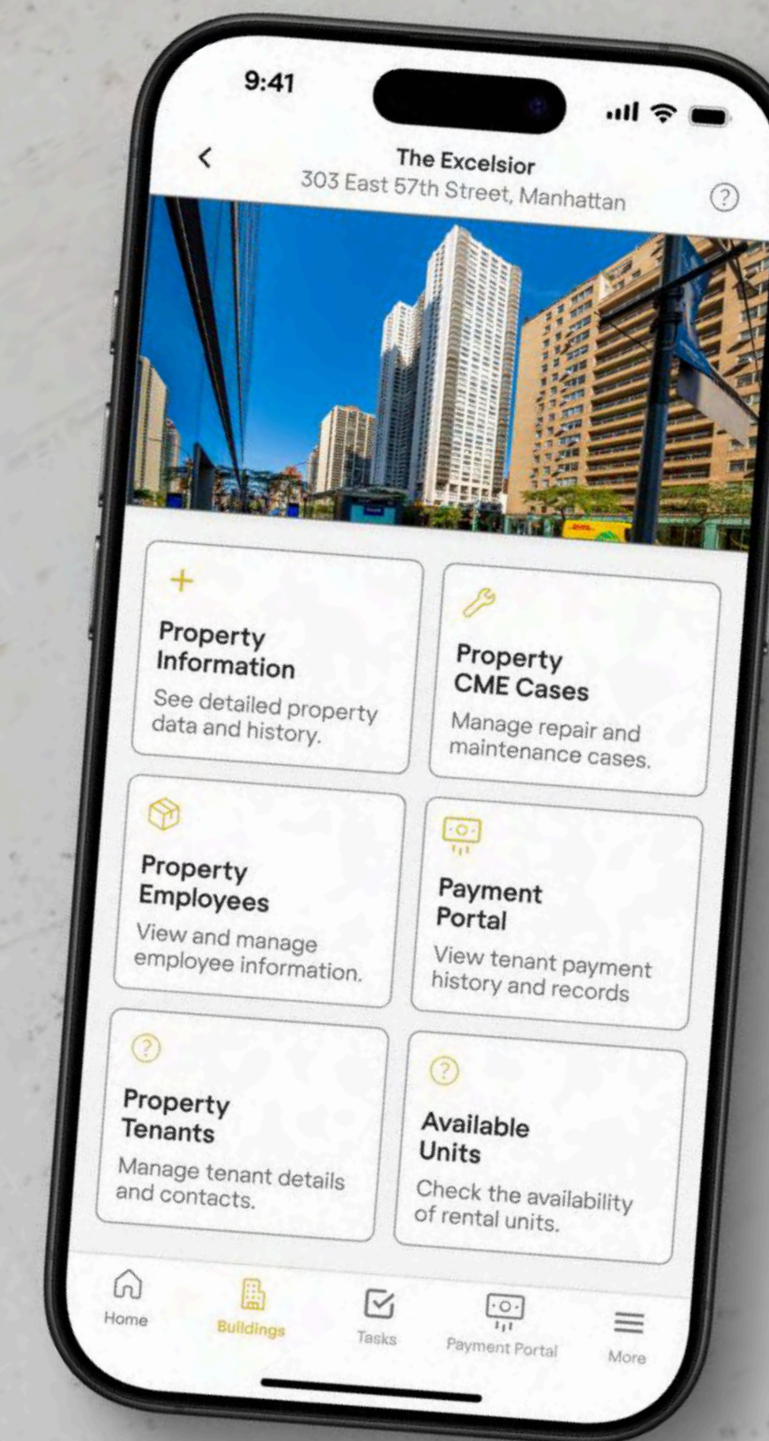 9:41
The Excelsior
303 East 57th Street, Manhattan
?
DHL
Property
Information
See detailed property
data and history.
Property
CME Cases
Manage repair and
maintenance cases.
Property
Employees
View and manage
employee information.
Payment
Portal
View tenant payment
history and records
?
Property
Tenants
Manage tenant details
and contacts.
?
Available
Units
Check the availability
of rental units.
Home
Buildings
Tasks
Payment Portal
More